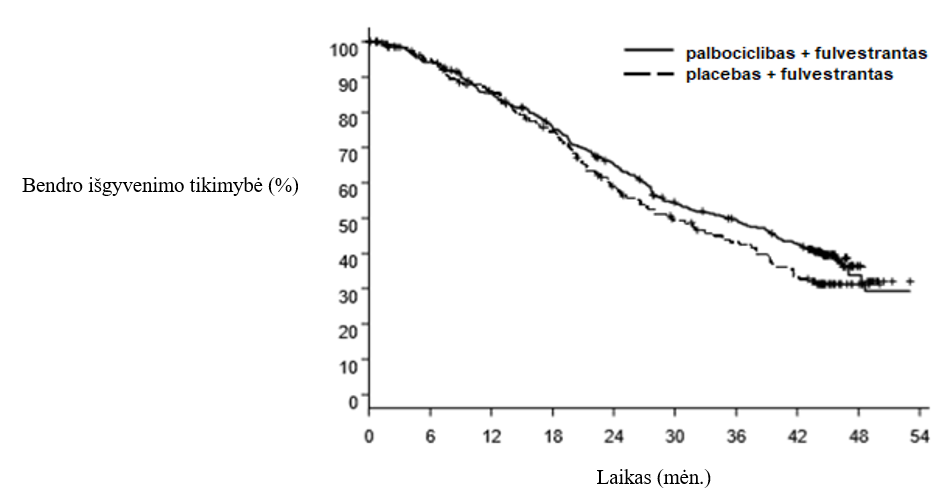 palbociclibas + fulvestrantas
placebas + fulvestrantas
Bendro išgyvenimo tikimybė (%)
100
90
80
70
60
50
40
30
20
10
0
0 6 12 18 24 30 36 42 48 54
Laikas (mėn.)